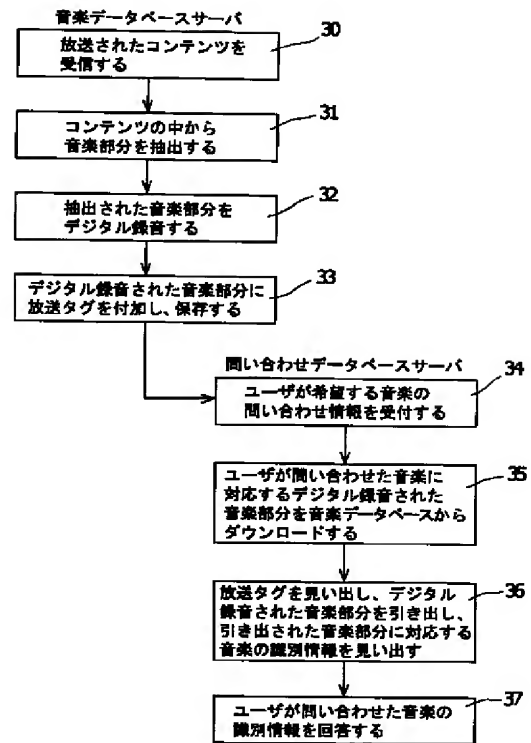 音楽データベースサーバ
30
放送されたコンテンツを
受信する
31
コンテンツの中から
音楽部分を抽出する
32
抽出された音楽部分を
デジタル録音する
33
デジタル録音された音楽部分に
放送タグを付加し、保存する
問い合わせデータベースサーバ
34
ユーザが希望する音楽の
問い合わせ情報を受付する
35
ユーザが問い合わせた音楽に
対応するデジタル録音された
音楽部分を音楽データベースから
ダウンロードする
36
放送タグを見い出し、デジタル
録音された音楽部分を引き出し、
引き出された音楽部分に対応する
音楽の識別情報を見い出す
37
ユーザが問い合わせた音楽の
識別情報を回答する